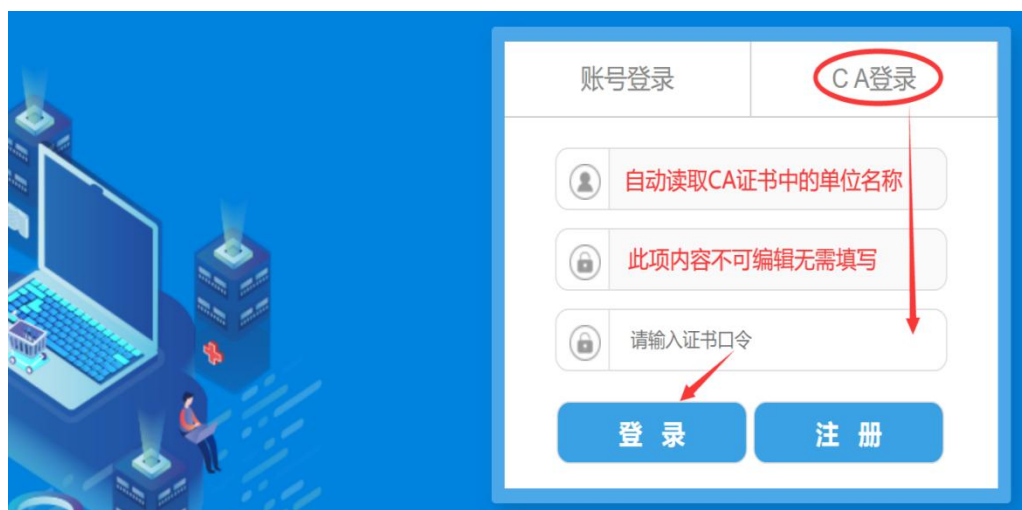 账号登录
CA登录
自动读取CA证书中的单位名称
此项内容不可编辑无需填写
请输入证书口令
登 录
注 册